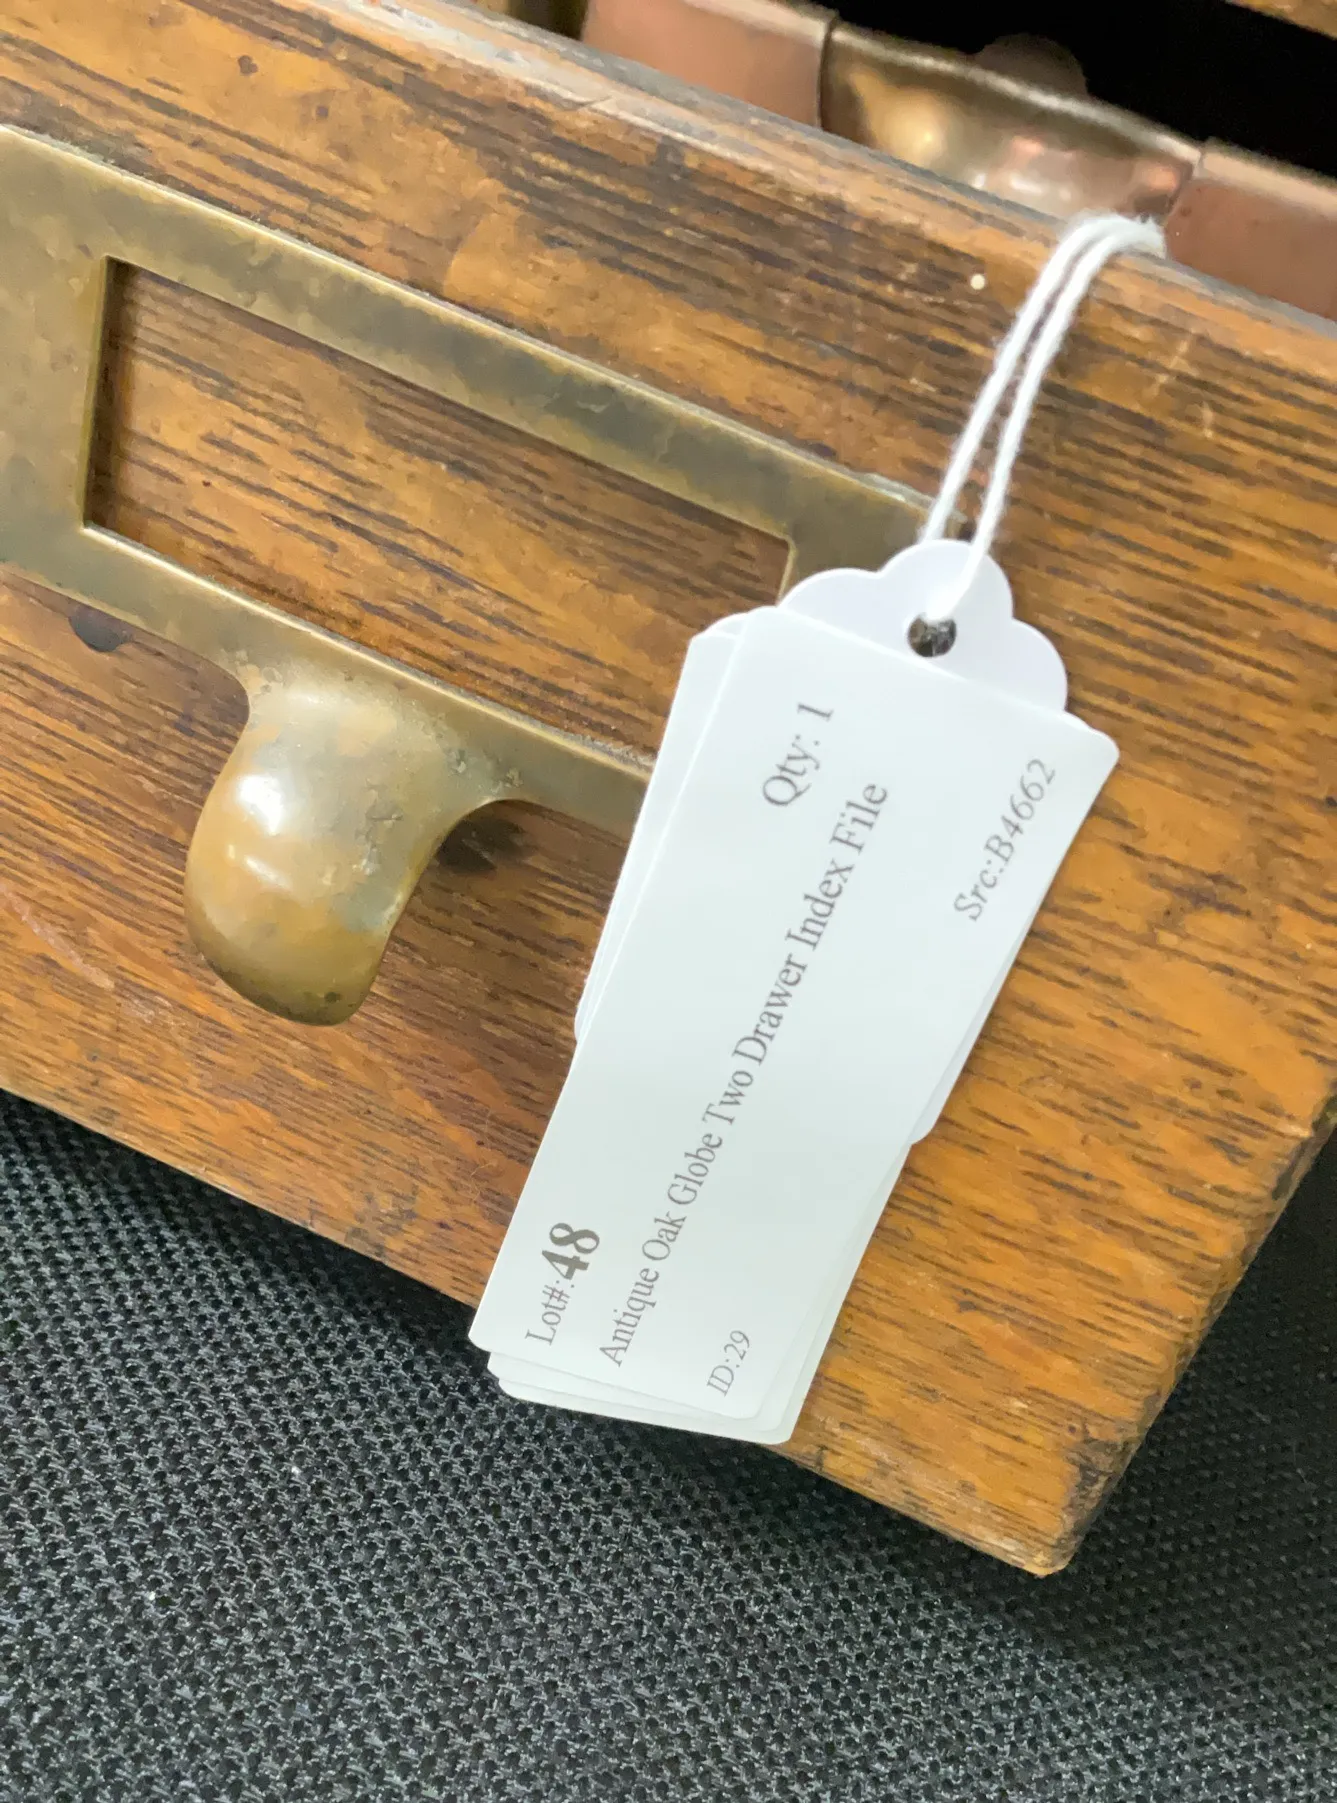 Lot#:48 Qty: 1
Antique Oak Globe Two Drawer Index File
ID:29 Src:B4662